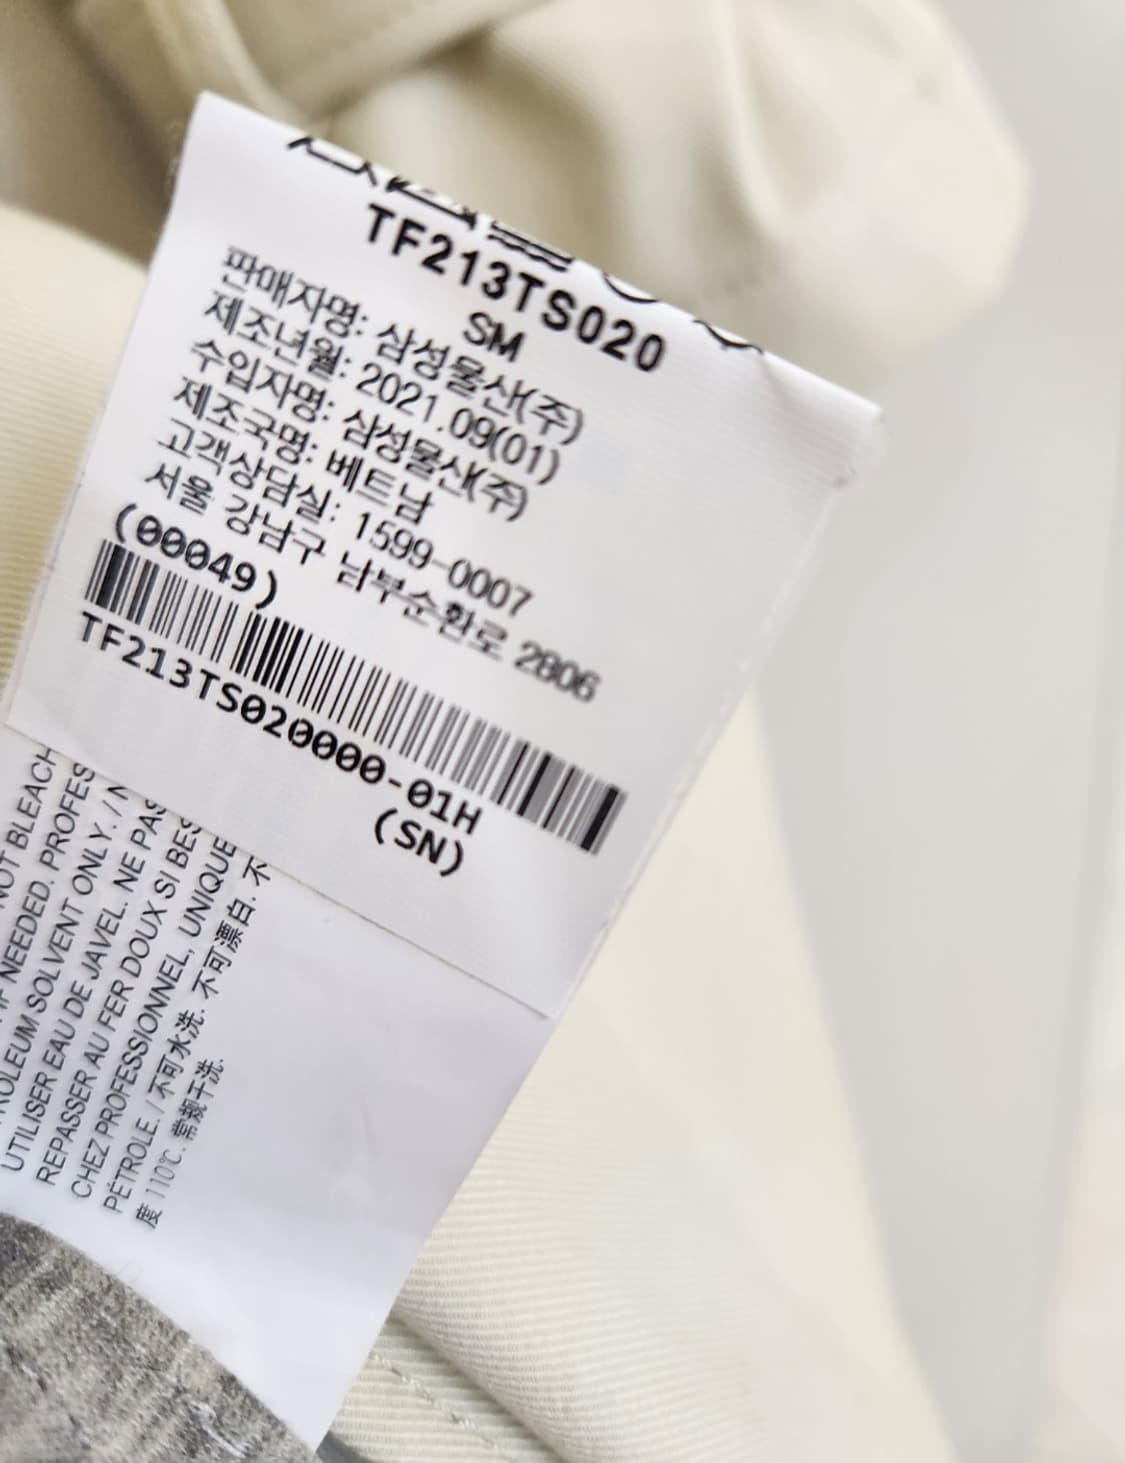 TF213TS020
SM
판매자명: 삼성물산(주)
제조년월: 2021.09(01)
수입자명: 삼성물산(주)
제조국명: 베트남
고객상담실: 1599-0007
서울 강남구 남부순환로 2806
(00049)
TF213TS020000-01H
(SN)
NOT BLEACH
IF NEEDED. PROFES
ROLEUM SOLVENT ONLY. / N
UTILISER EAU DE JAVEL. NE PAS
REPASSER AU FER DOUX SI BES
CHEZ PROFESSIONNEL, UNIQUE
PÉTROLE. / 不可水洗. 不可漂白. 不
度 110℃. 常规干洗.